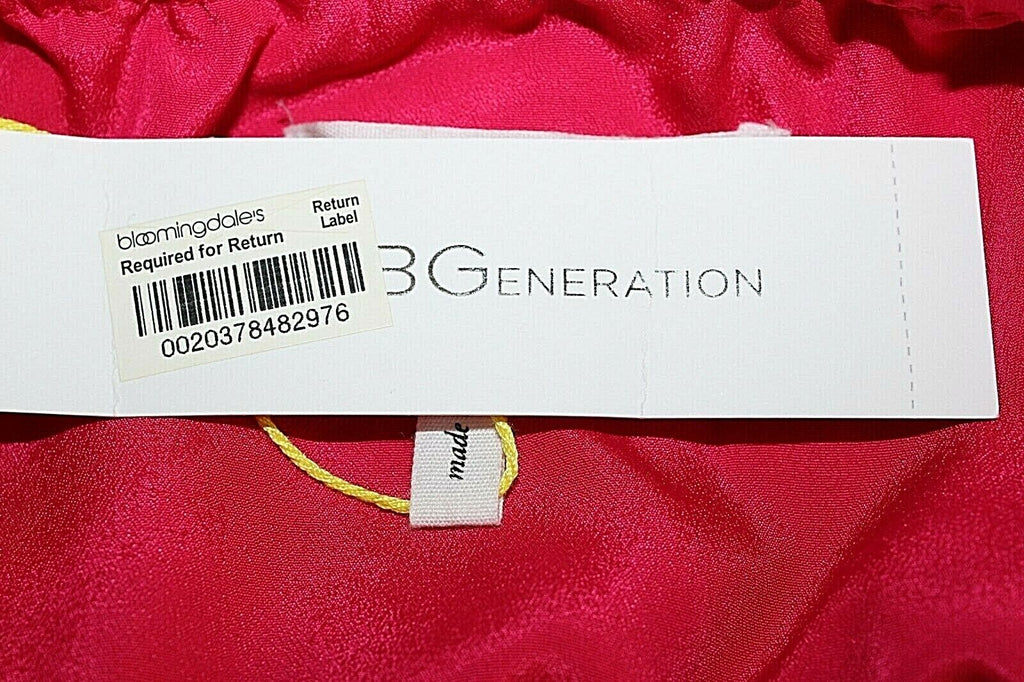 bloomingdale's
Return
Label
Required for Return
0020378482976
BGENERATION
made